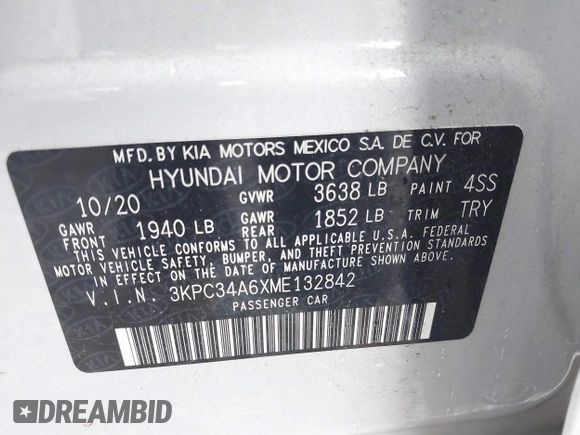 MFD. BY KIA MOTORS MEXICO S.A. DE C.V. FOR
HYUNDAI MOTOR COMPANY
10/20 GVWR 3638 LB PAINT 4SS
GAWR FRONT 1940 LB GAWR REAR 1852 LB TRIM TRY
THIS VEHICLE CONFORMS TO ALL APPLICABLE U.S.A. FEDERAL
MOTOR VEHICLE SAFETY, BUMPER, AND THEFT PREVENTION STANDARDS
IN EFFECT ON THE DATE OF MANUFACTURE SHOWN ABOVE.
V.I.N. 3KPC34A6XME132842
PASSENGER CAR
DREAMBID